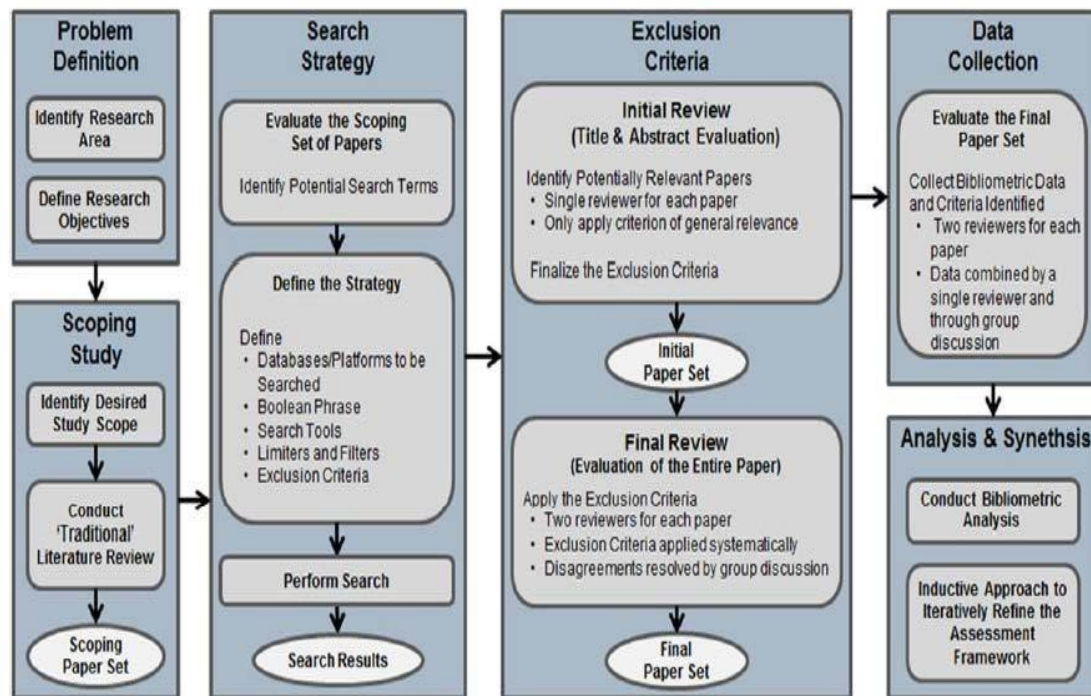 Problem
Definition
Identify Research
Area
Define Research
Objectives
Scoping
Study
Identify Desired
Study Scope
Conduct
'Traditional'
Literature Review
Scoping
Paper Set
Search
Strategy
Evaluate the Scoping
Set of Papers
Identify Potential Search Terms
Define the Strategy
Define
• Databases/Platforms to be
Searched
• Boolean Phrase
• Search Tools
• Limiters and Filters
• Exclusion Criteria
Perform Search
Search Results
Exclusion
Criteria
Initial Review
(Title & Abstract Evaluation)
Identify Potentially Relevant Papers
• Single reviewer for each paper
• Only apply criterion of general relevance
Finalize the Exclusion Criteria
Initial
Paper Set
Final Review
(Evaluation of the Entire Paper)
Apply the Exclusion Criteria
• Two reviewers for each paper
• Exclusion Criteria applied systematically
• Disagreements resolved by group discussion
Final
Paper Set
Data
Collection
Evaluate the Final
Paper Set
Collect Bibliometric Data
and Criteria Identified
• Two reviewers for each
paper
• Data combined by a
single reviewer and
through group
discussion
Analysis & Synethsis
Conduct Bibliometric
Analysis
Inductive Approach to
Iteratively Refine the
Assessment
Framework